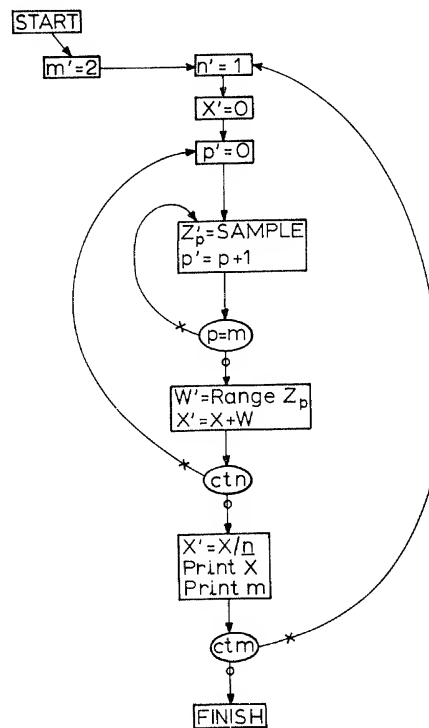 START
m'=2
n'=1
X'=0
p'=0
Z'p=SAMPLE
p'=p+1
p=m
W'=Range Zp
X'=X+W
ctn
X'=X/n
Print X
Print m
ctm
FINISH